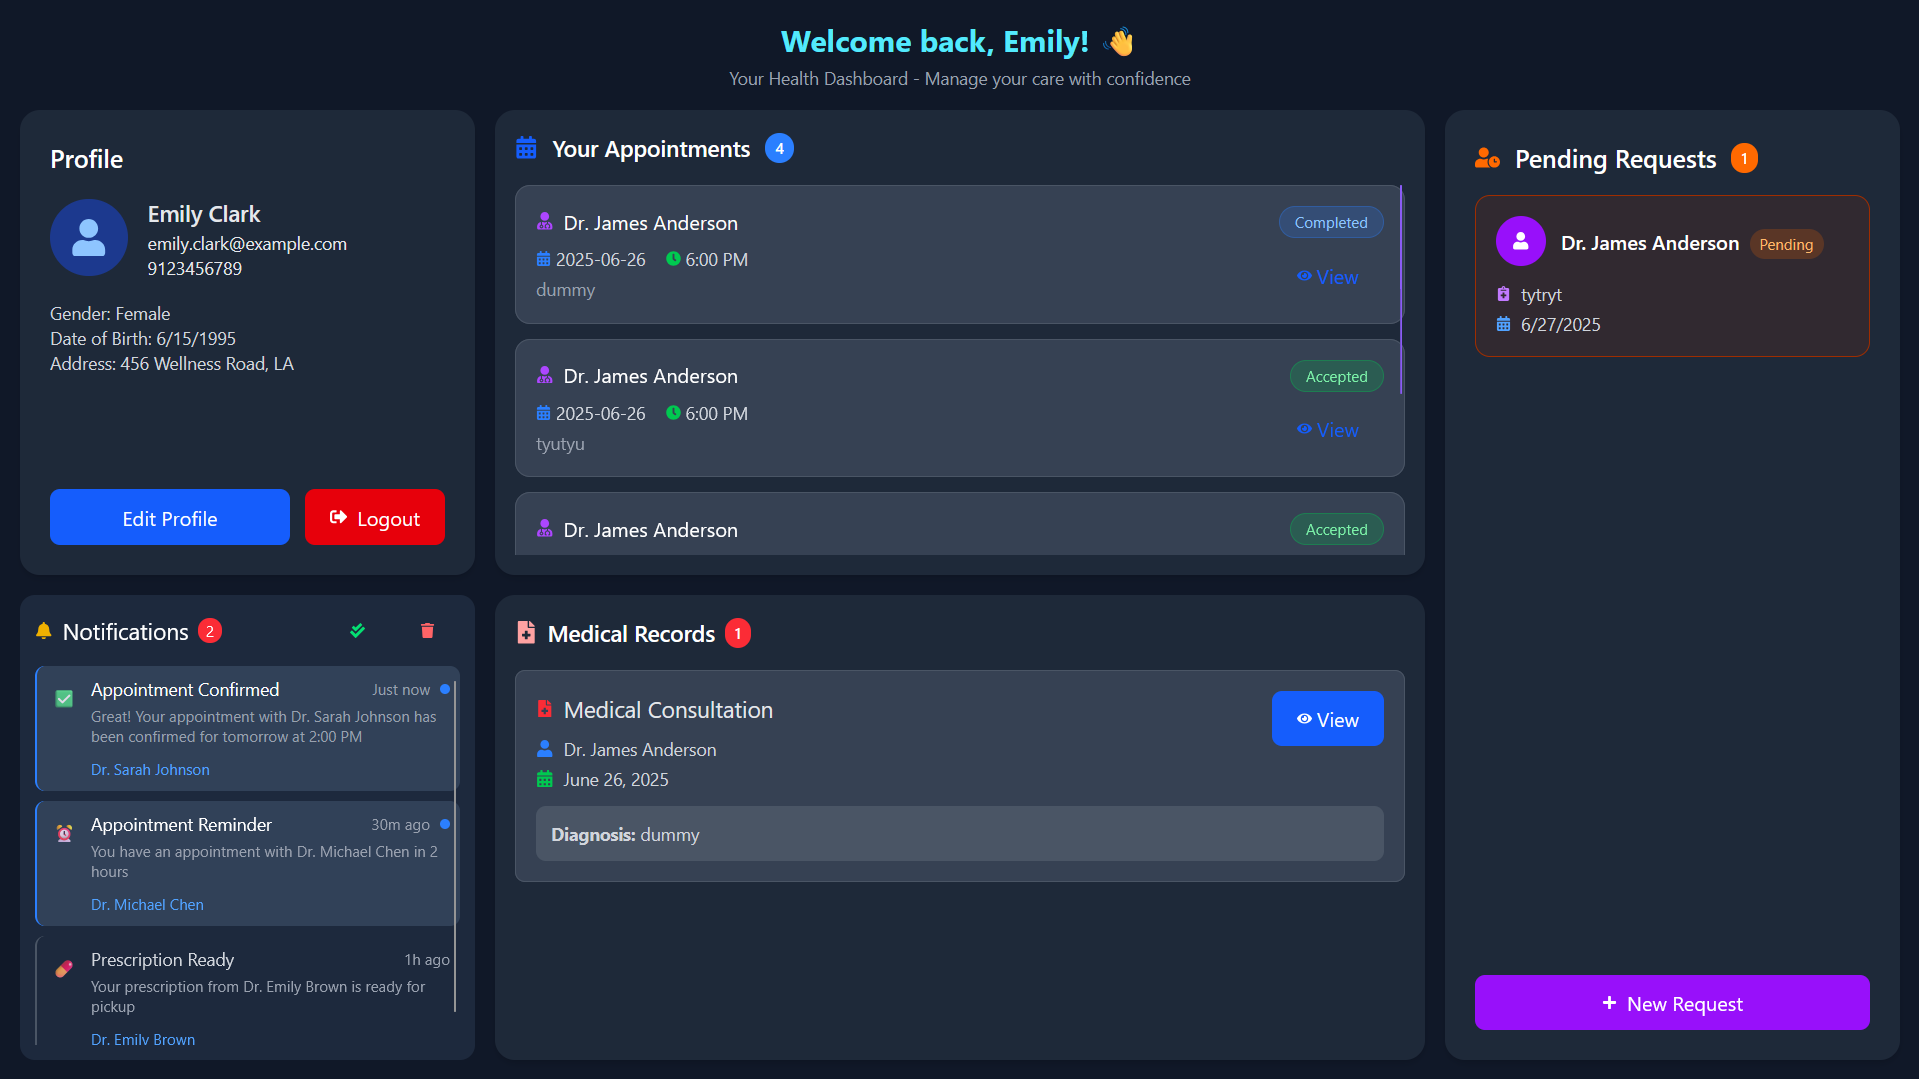 Welcome back, Emily! 👋
Your Health Dashboard - Manage your care with confidence
Profile
Emily Clark
emily.clark@example.com
9123456789
Gender: Female
Date of Birth: 6/15/1995
Address: 456 Wellness Road, LA
Edit Profile
Logout
Your Appointments 4
Dr. James Anderson
Completed
2025-06-26 6:00 PM
View
dummy
Dr. James Anderson
Accepted
2025-06-26 6:00 PM
View
tyutyu
Dr. James Anderson
Accepted
Pending Requests 1
Dr. James Anderson Pending
tytryt
6/27/2025
New Request
Notifications 2
Appointment Confirmed Just now
Great! Your appointment with Dr. Sarah Johnson has
been confirmed for tomorrow at 2:00 PM
Dr. Sarah Johnson
Appointment Reminder 30m ago
You have an appointment with Dr. Michael Chen in 2
hours
Dr. Michael Chen
Prescription Ready 1h ago
Your prescription from Dr. Emily Brown is ready for
pickup
Dr. Emily Brown
Medical Records 1
Medical Consultation
View
Dr. James Anderson
June 26, 2025
Diagnosis: dummy